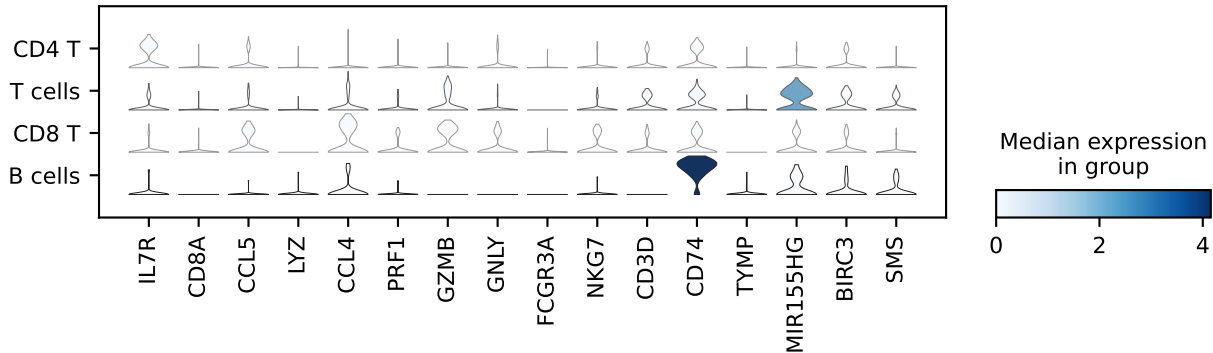 CD4 T
T cells
CD8 T
B cells
IL7R
CD8A
CCL5
LYZ
CCL4
PRF1
GZMB
GNLY
FCGR3A
NKG7
CD3D
CD74
TYMP
MIR155HG
BIRC3
SMS
Median expression
in group
0
2
4